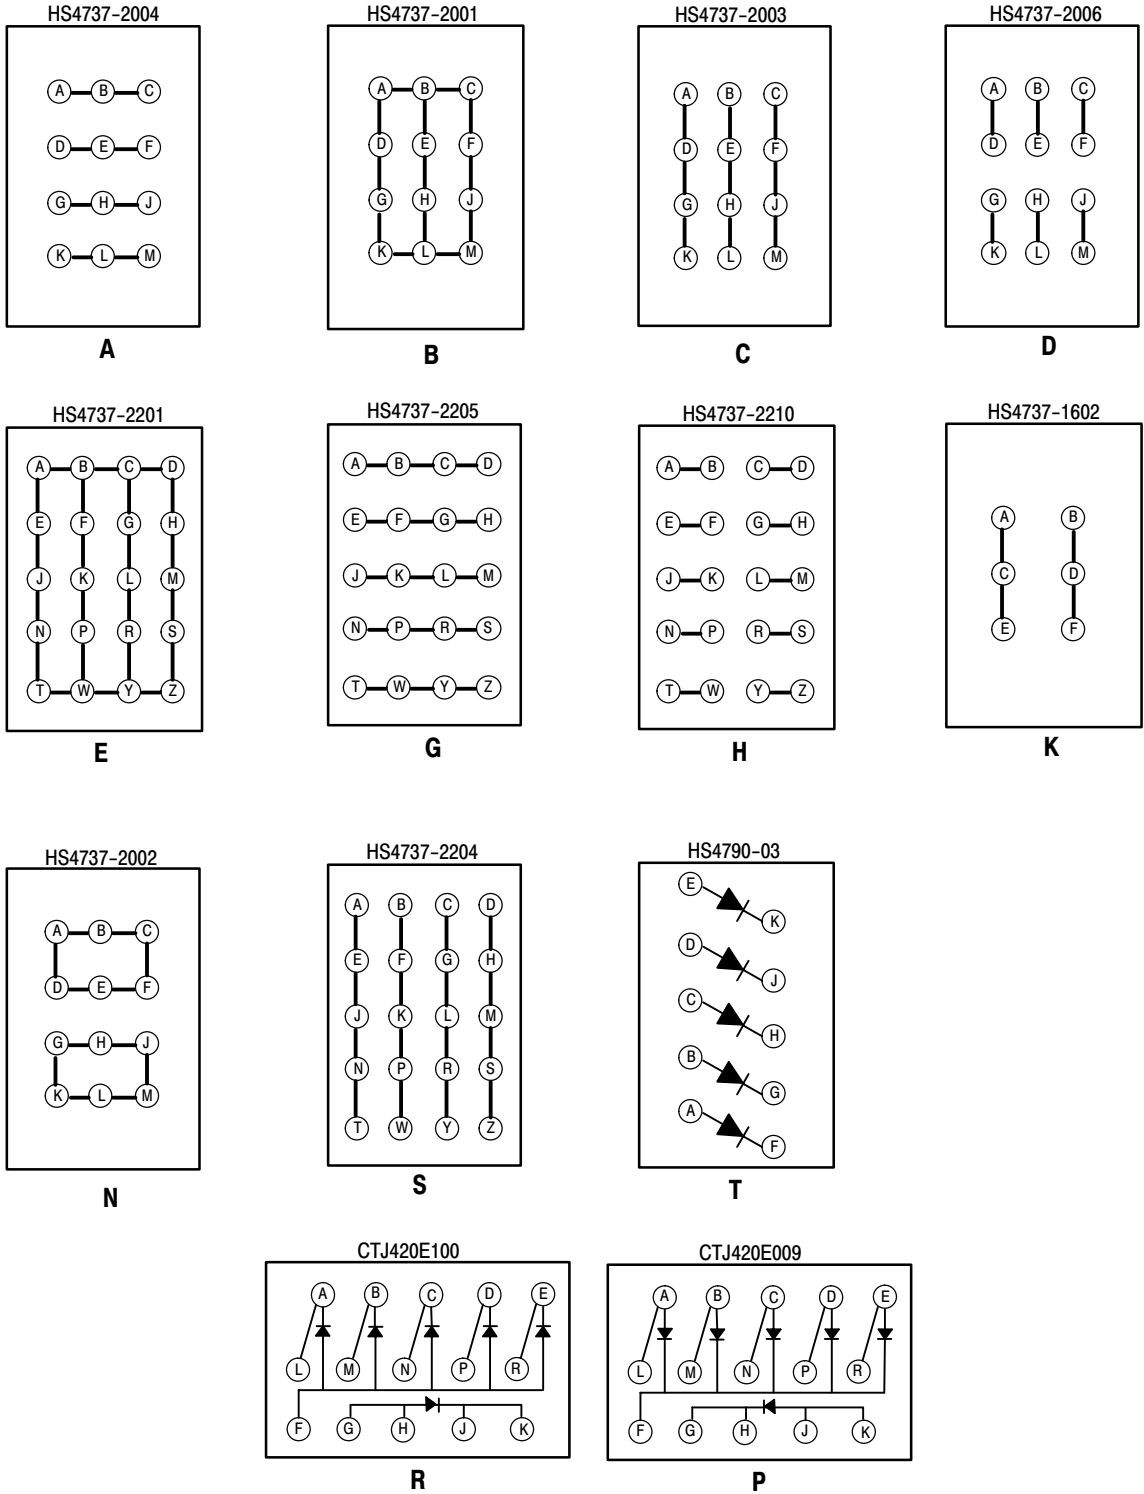 HS4737-2004 HS4737-2001 HS4737-2003 HS4737-2006
A B C A B C A B C A B C
D E F D E F D E F D E F
G H J G H J G H J G H J
K L M K L M K L M K L M
A B C D
HS4737-2201 HS4737-2205 HS4737-2210 HS4737-1602
A B C D A B C D A B C D A B
E F G H E F G H E F G H C D
J K L M J K L M J K L M E F
N P R S N P R S N P R S
T W Y Z T W Y Z T W Y Z
E G H K
HS4737-2002 HS4737-2204 HS4790-03
A B C A B C D E K
D E F E F G H D J
G H J J K L M C H
K L M N P R S B G
T W Y Z A F
N S T
CTJ420E100 CTJ420E009
A B C D E A B C D E
L M N P R L M N P R
F G H J K F G H J K
R P